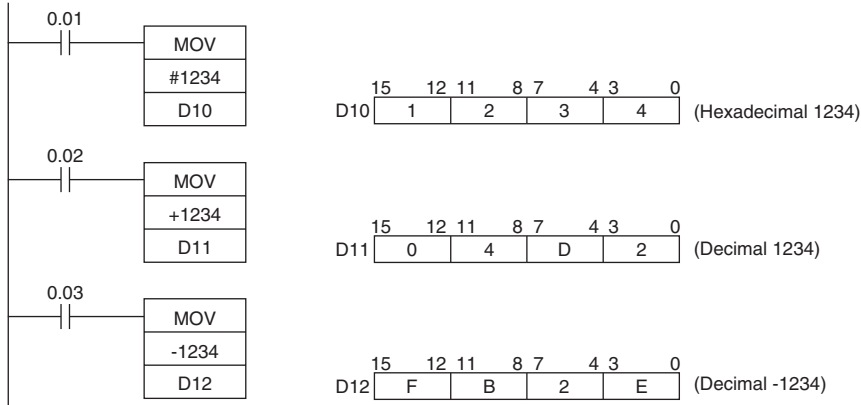 0.01
MOV
#1234
D10
15 12 11 8 7 4 3 0
D10 1 2 3 4 (Hexadecimal 1234)
0.02
MOV
+1234
D11
15 12 11 8 7 4 3 0
D11 0 4 D 2 (Decimal 1234)
0.03
MOV
-1234
D12
15 12 11 8 7 4 3 0
D12 F B 2 E (Decimal -1234)